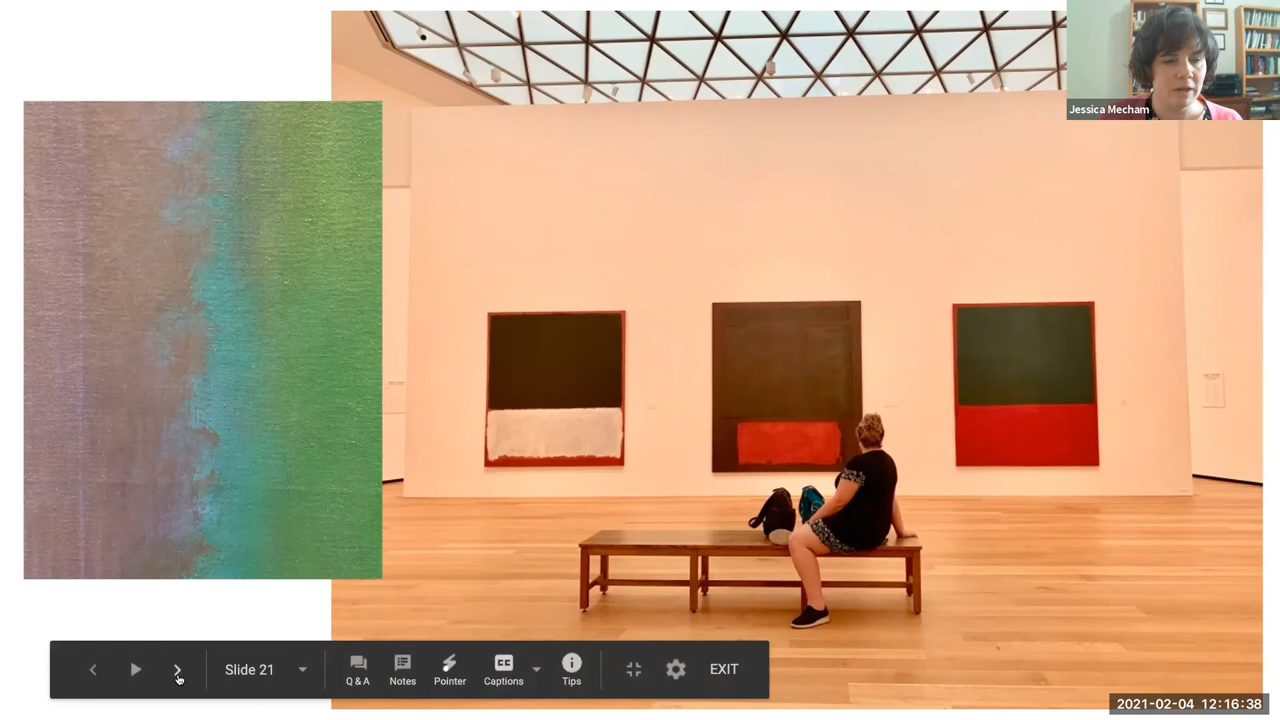 Jessica Mecham
Slide 21
Q & A
Notes
Pointer
Captions
Tips
EXIT
2021-02-04 12:16:38